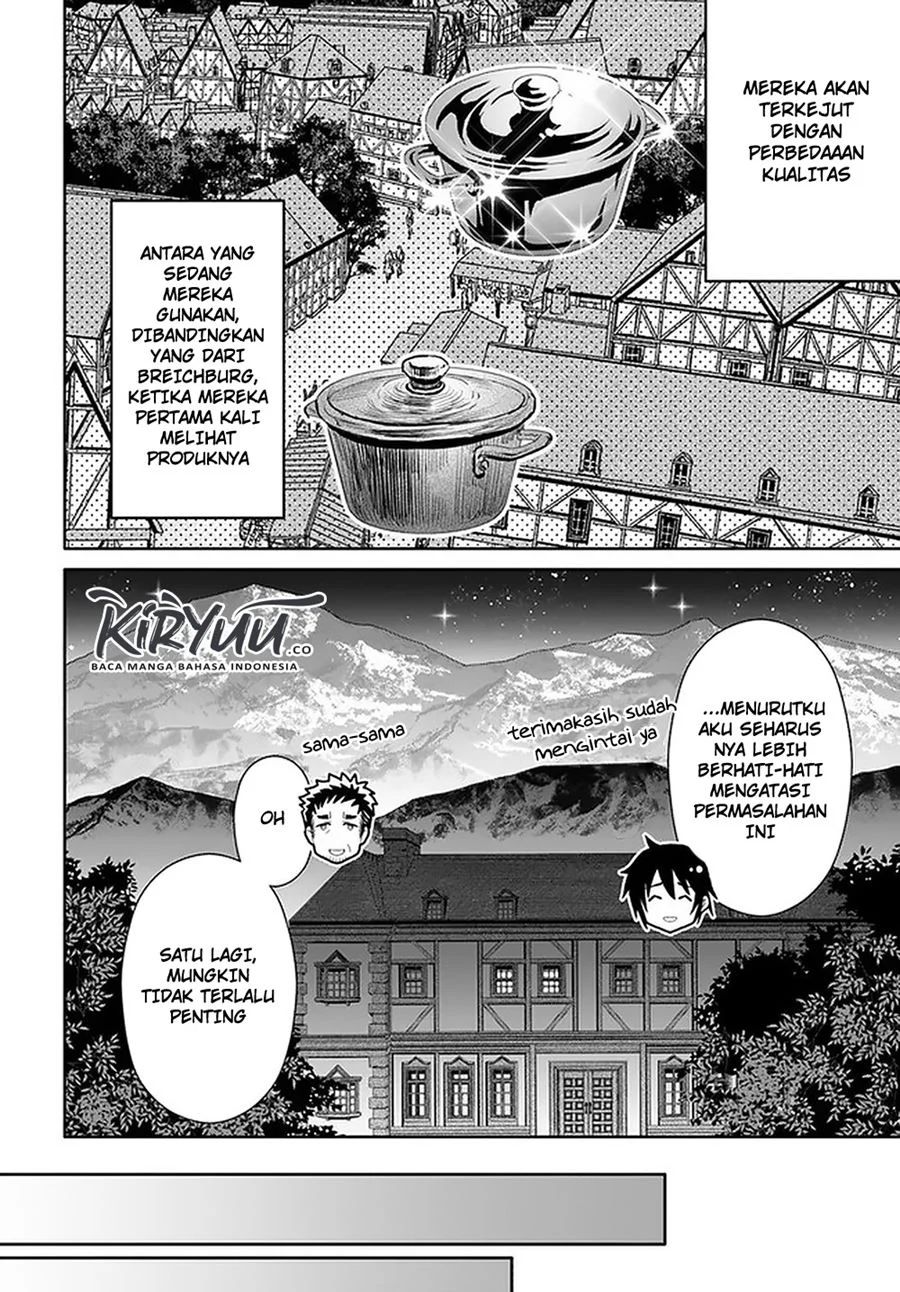 MEREKA AKAN
TERKEJUT
DENGAN
PERBEDAAAN
KUALITAS
ANTARA YANG
SEDANG
MEREKA
GUNAKAN,
DIBANDINGKAN
YANG DARI
BREICHBURG,
KETIKA MEREKA
PERTAMA KALI
MELIHAT
PRODUKNYA
KIRYUU.CO
BACA MANGA BAHASA INDONESIA
...MENURUTKU
AKU SEHARUS
NYA LEBIH
BERHATI-HATI
MENGATASI
PERMASALAHAN
INI
terimakasih sudah
mengintai ya
sama-sama
OH
SATU LAGI,
MUNGKIN
TIDAK TERLALU
PENTING